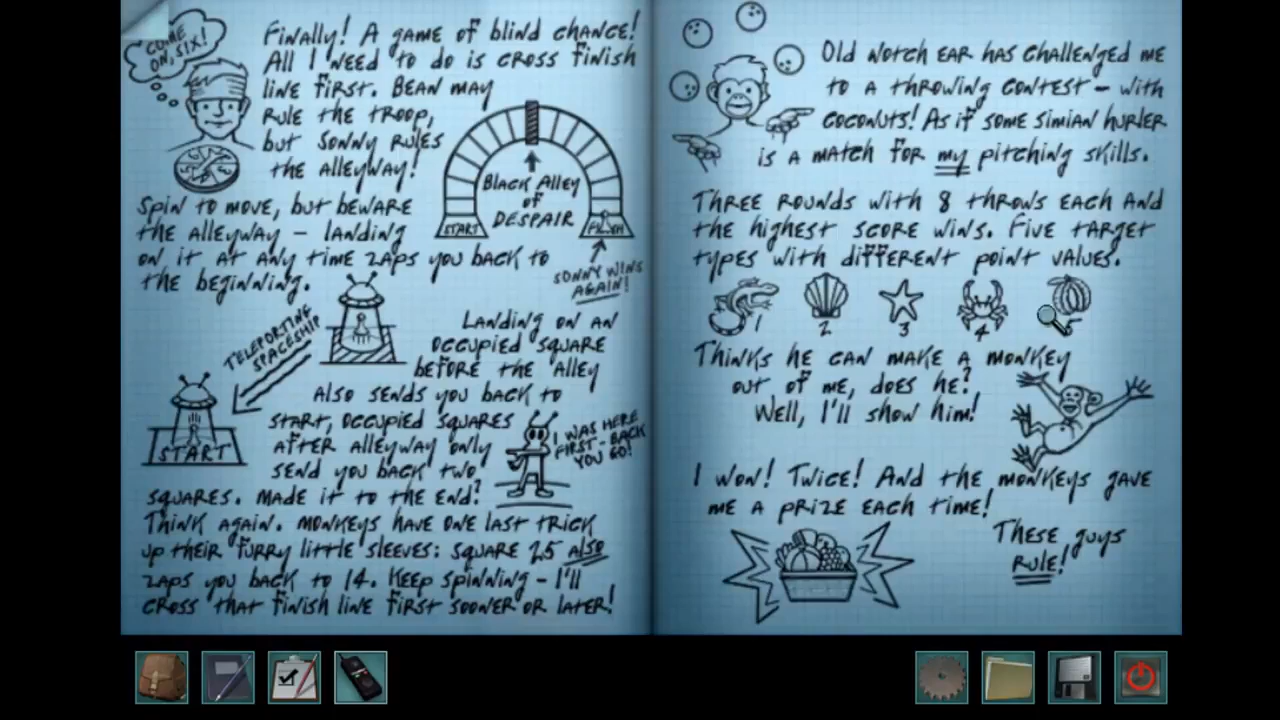 COME ON, SIX!
FINALLY! A GAME OF BLIND CHANCE!
ALL I NEED TO DO IS CROSS FINISH
LINE FIRST. BEAN MAY
RULE THE TROOP,
BUT SONNY RULES
THE ALLEYWAY!
SPIN TO MOVE, BUT BEWARE
THE ALLEYWAY – LANDING
ON IT AT ANY TIME ZAPS YOU BACK TO
THE BEGINNING.
BLACK ALLEY
OF
DESPAIR
START
FINISH
SONNY WINS
AGAIN!
TELEPORTING
SPACESHIP
START
LANDING ON AN
OCCUPIED SQUARE
BEFORE THE ALLEY
ALSO SENDS YOU BACK TO
START, OCCUPIED SQUARES
AFTER ALLEYWAY ONLY
SEND YOU BACK TWO
SQUARES. MADE IT TO THE END?
I WAS HERE
FIRST – BACK
YOU GO!
THINK AGAIN. MONKEYS HAVE ONE LAST TRICK
UP THEIR FURRY LITTLE SLEEVES: SQUARE 25 ALSO
ZAPS YOU BACK TO 14. KEEP SPINNING – I'LL
CROSS THAT FINISH LINE FIRST SOONER OR LATER!
OLD NOTCH EAR HAS CHALLENGED ME
TO A THROWING CONTEST – WITH
COCONUTS! AS IF SOME SIMIAN HURLER
IS A MATCH FOR MY PITCHING SKILLS.
THREE ROUNDS WITH 8 THROWS EACH AND
THE HIGHEST SCORE WINS. FIVE TARGET
TYPES WITH DIFFERENT POINT VALUES.
1 2 3 4
THINKS HE CAN MAKE A MONKEY
OUT OF ME, DOES HE?
WELL, I'LL SHOW HIM!
I WON! TWICE! AND THE MONKEYS GAVE
ME A PRIZE EACH TIME!
THESE GUYS
RULE!